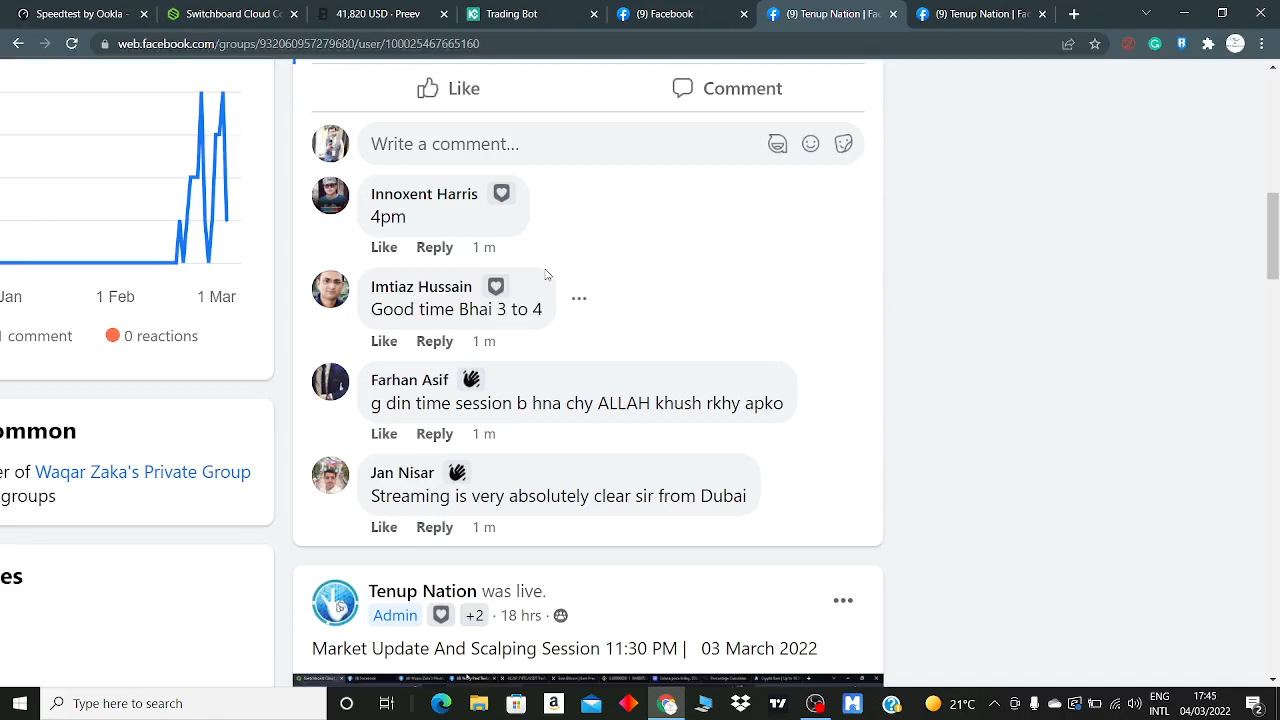 Speedtest by Ookla -
Switchboard Cloud C
41,820 USD - Speev
Trading Bot
(9) Facebook
(9) Tenup Nation | Fac
(9) Tenup Nation | Fac
web.facebook.com/groups/932060957279680/user/100025467665160
Like
Comment
Write a comment...
Innoxent Harris
4pm
Like Reply 1 m
Imtiaz Hussain
Good time Bhai 3 to 4
Like Reply 1 m
Farhan Asif
g din time session b hna chy ALLAH khush rkhy apko
Like Reply 1 m
Jan Nisar
Streaming is very absolutely clear sir from Dubai
Like Reply 1 m
Jan 1 Feb 1 Mar
comment 0 reactions
ommon
er of Waqar Zaka's Private Group
groups
es
Tenup Nation was live.
Admin +2 · 18 hrs ·
Market Update And Scalping Session 11:30 PM | 03 March 2022
Type here to search
21°C
ENG
INTL
17:45
04/03/2022
2